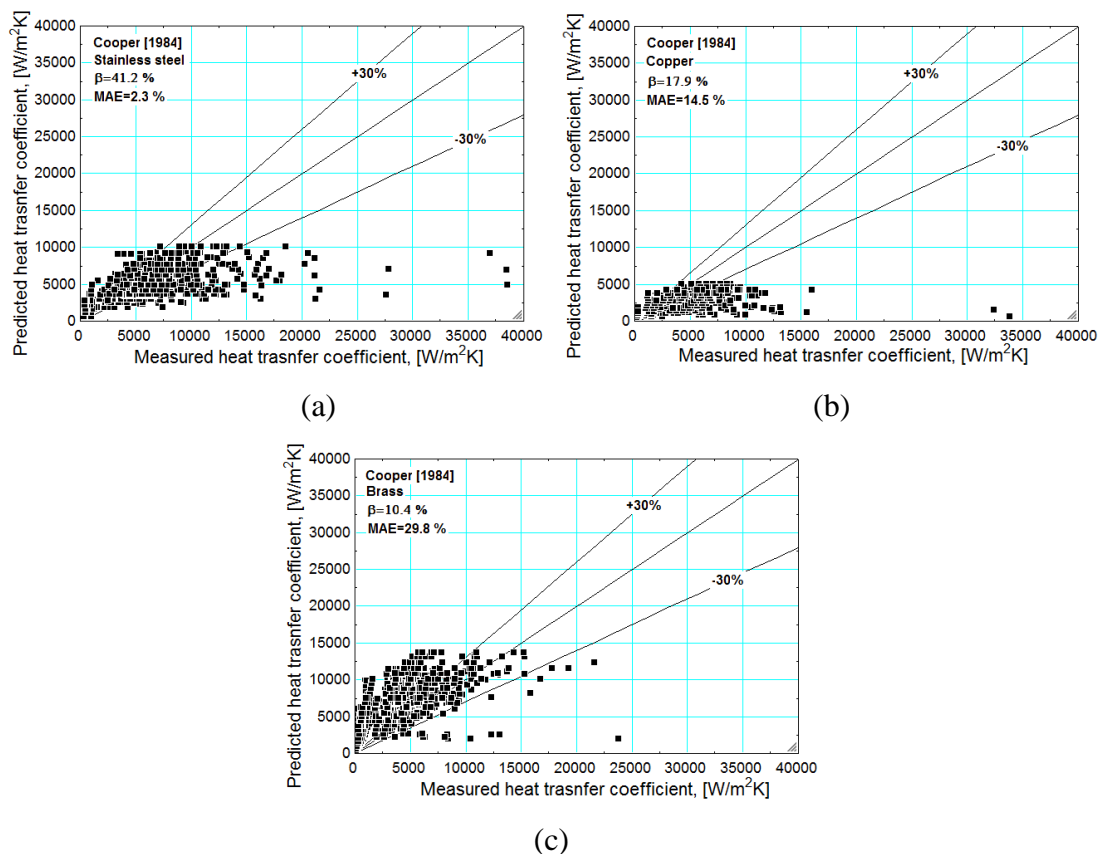 (a)
Predicted heat trasnfer coefficient, [W/m²K]
40000
35000
30000
25000
20000
15000
10000
5000
0
Cooper [1984]
Stainless steel
β=41.2 %
MAE=2.3 %
+30%
-30%
0 5000 10000 15000 20000 25000 30000 35000 40000
Measured heat trasnfer coefficient, [W/m²K]
(b)
Predicted heat trasnfer coefficient, [W/m²K]
40000
35000
30000
25000
20000
15000
10000
5000
0
Cooper [1984]
Copper
β=17.9 %
MAE=14.5 %
+30%
-30%
0 5000 10000 15000 20000 25000 30000 35000 40000
Measured heat trasnfer coefficient, [W/m²K]
(a)
(b)
Predicted heat trasnfer coefficient, [W/m²K]
40000
35000
30000
25000
20000
15000
10000
5000
0
Cooper [1984]
Brass
β=10.4 %
MAE=29.8 %
+30%
-30%
0 5000 10000 15000 20000 25000 30000 35000 40000
Measured heat trasnfer coefficient, [W/m²K]
(c)